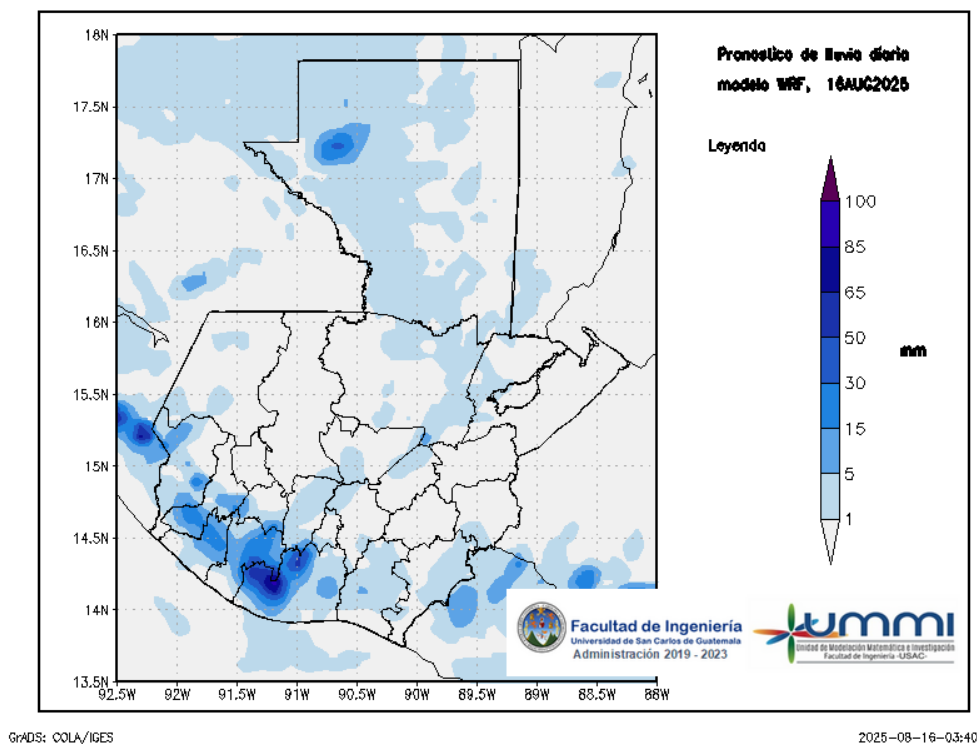 Pronostico de lluvia diaria
modelo WRF, 16AUG2025
Leyenda
100
85
65
50
30
15
5
1
mm
18N
17.5N
17N
16.5N
16N
15.5N
15N
14.5N
14N
13.5N
92.5W 92W 91.5W 91W 90.5W 90W 89.5W 89W 88.5W 88W
Facultad de Ingeniería
Universidad de San Carlos de Guatemala
Administración 2019 - 2023
UMMI
Unidad de Modelación Matemática e Investigación
Facultad de Ingeniería -USAC-
GrADS: COLA/IGES
2025-08-16-03:40